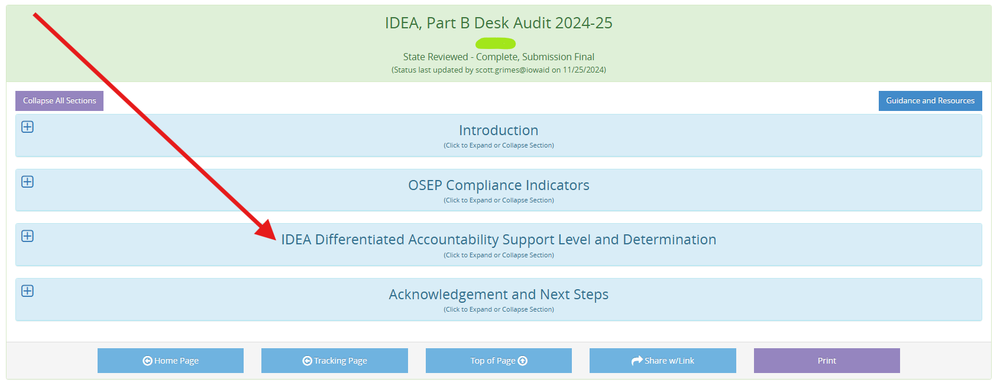 IDEA, Part B Desk Audit 2024-25
State Reviewed - Complete, Submission Final
(Status last updated by scott.grimes@iowaid on 11/25/2024)
Collapse All Sections
Guidance and Resources
Introduction
(Click to Expand or Collapse Section)
OSEP Compliance Indicators
(Click to Expand or Collapse Section)
IDEA Differentiated Accountability Support Level and Determination
(Click to Expand or Collapse Section)
Acknowledgement and Next Steps
(Click to Expand or Collapse Section)
Home Page
Tracking Page
Top of Page
Share w/Link
Print